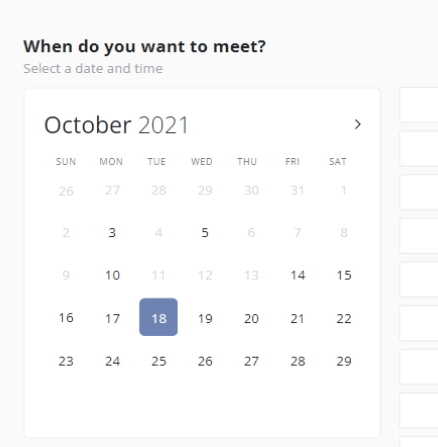 When do you want to meet?
Select a date and time
October 2021
SUN MON TUE WED THU FRI SAT
26 27 28 29 30 31 1
2 3 4 5 6 7 8
9 10 11 12 13 14 15
16 17 18 19 20 21 22
23 24 25 26 27 28 29